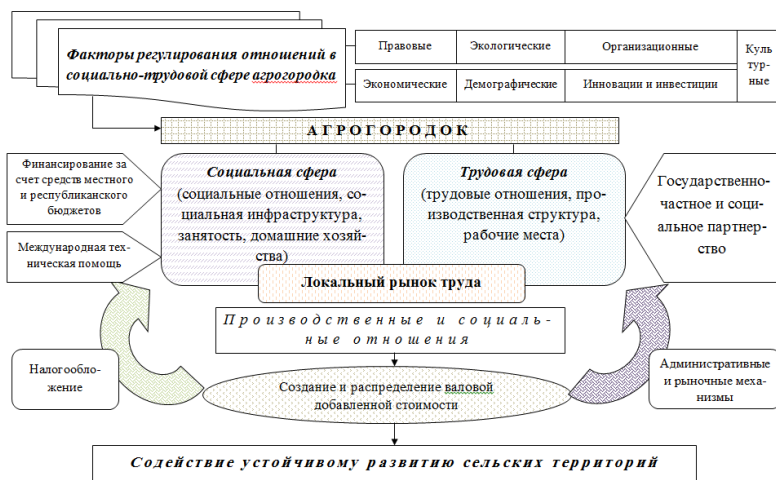 Факторы регулирования отношений в
социально-трудовой сфере агрогородка
Правовые
Экологические
Организационные
Куль
тур-
ные
Экономические
Демографические
Инновации и инвестиции
АГРОГОРОДОК
Финансирование за
счет средств местного
и республиканского
бюджетов
Международная тех-
ническая помощь
Социальная сфера
(социальные отношения, со-
циальная инфраструктура,
занятость, домашние хозяй-
ства)
Трудовая сфера
(трудовые отношения, про-
изводственная структура,
рабочие места)
Государственно-
частное и соци-
альное партнер-
ство
Локальный рынок труда
Производственные и социаль-
ные отношения
Налогообло-
жение
Создание и распределение валовой
добавленной стоимости
Административные
и рыночные меха-
низмы
Содействие устойчивому развитию сельских территорий